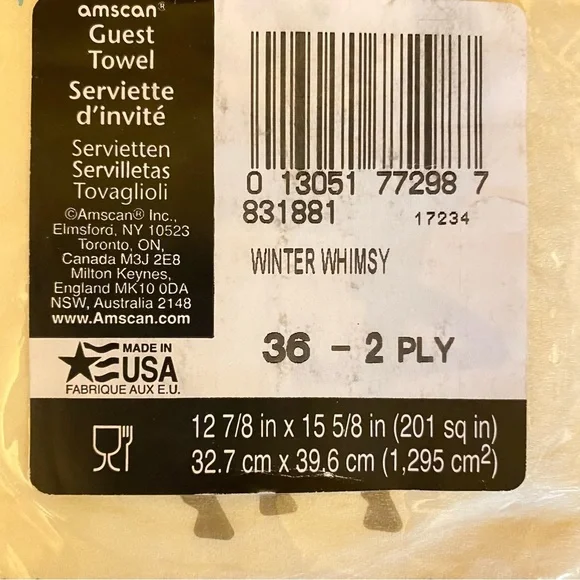 amscan®
Guest
Towel
Serviette
d'invité
Servietten
Servilletas
Tovaglioli
©Amscan® Inc.,
Elmsford, NY 10523
Toronto, ON,
Canada M3J 2E8
Milton Keynes,
England MK10 0DA
NSW, Australia 2148
www.Amscan.com
MADE IN
USA
FABRIQUE AUX E.U.
0 13051 77298 7
831881 17234
WINTER WHIMSY
36 - 2 PLY
12 7/8 in x 15 5/8 in (201 sq in)
32.7 cm x 39.6 cm (1,295 cm²)